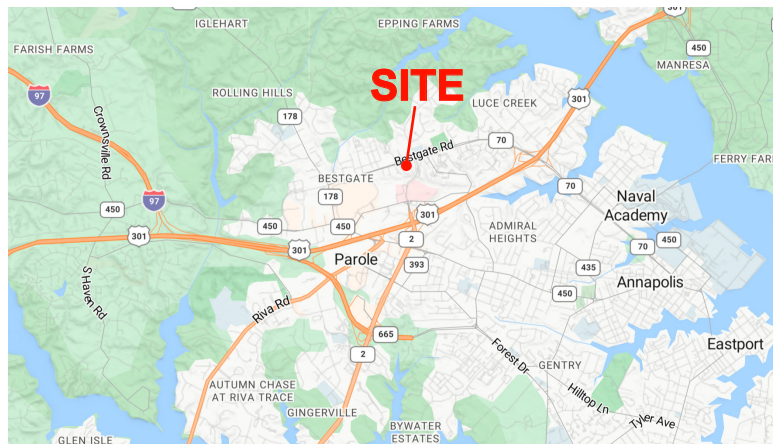 IGLEHART
EPPING FARMS
301
FARISH FARMS
450
MANRESA
97
ROLLING HILLS
SITE
LUCE CREEK
301
178
Crownsville Rd
70
Bestgate Rd
FERRY FAR
BESTGATE
70
178
97
Naval
Academy
450
301
450
450
ADMIRAL
HEIGHTS
301
2
70
450
301
Parole
393
435
S Haven Rd
450
Annapolis
Riva Rd
665
Forest Dr
Eastport
2
GENTRY
AUTUMN CHASE
AT RIVA TRACE
Hilltop Ln
GINGERVILLE
Tyler Ave
BYWATER
ESTATES
GLEN ISLE